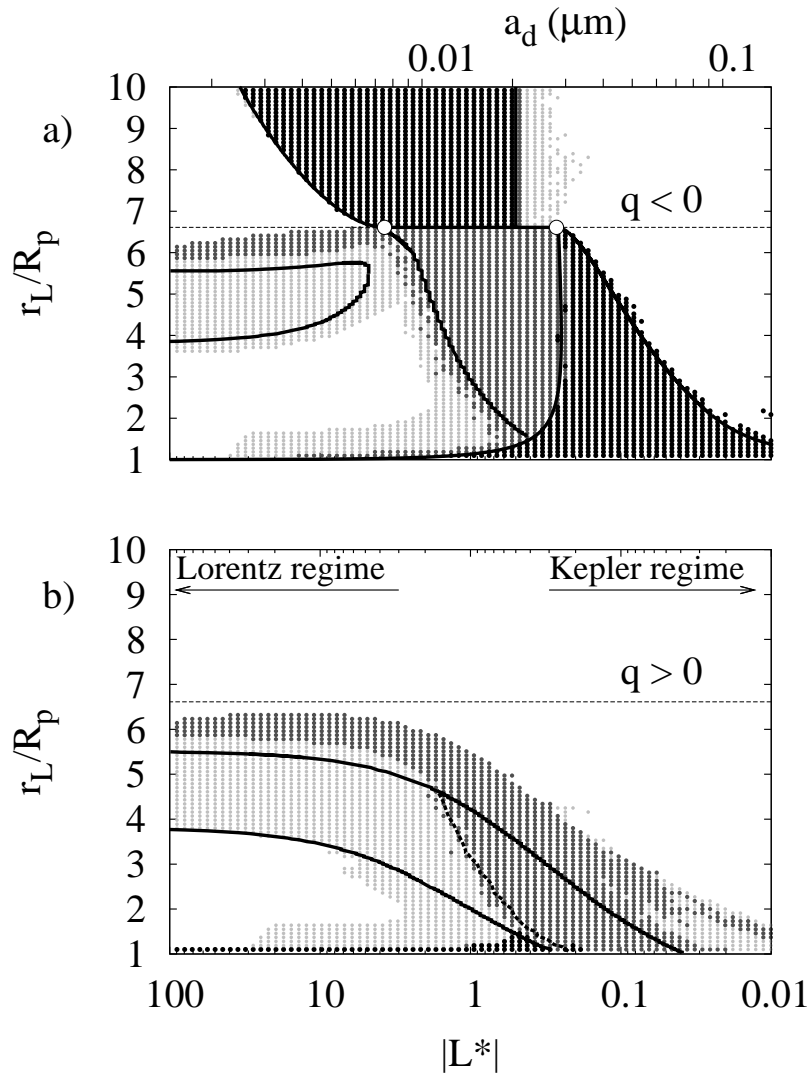 a_d (μm)
0.01 0.1
a)
10
9
8
7
6
5
4
3
2
1
r_L/R_p
q < 0
b)
10
9
8
7
6
5
4
3
2
1
r_L/R_p
Lorentz regime
Kepler regime
q > 0
100 10 1 0.1 0.01
|L*|